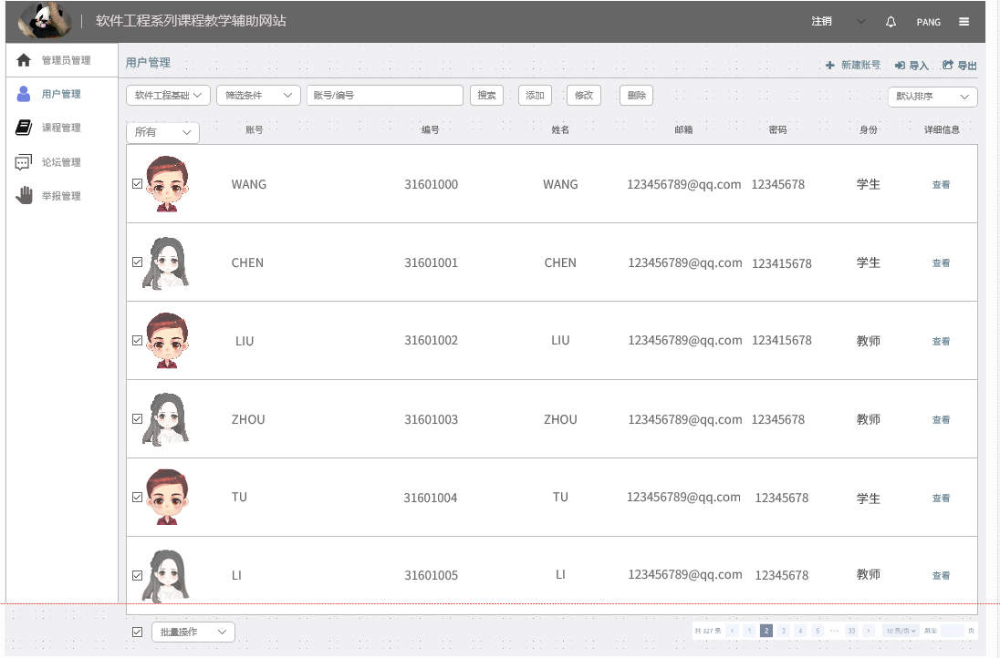 软件工程系列课程教学辅助网站 注销 PANG
管理员管理
用户管理
课程管理
论坛管理
举报管理
用户管理 新建账号 导入 导出
软件工程基础 筛选条件 账号/编号 搜索 添加 修改 删除 默认排序
所有 账号 编号 姓名 邮箱 密码 身份 详细信息
WANG 31601000 WANG 123456789@qq.com 12345678 学生 查看
CHEN 31601001 CHEN 123456789@qq.com 123415678 学生 查看
LIU 31601002 LIU 123456789@qq.com 123415678 教师 查看
ZHOU 31601003 ZHOU 123456789@qq.com 12345678 教师 查看
TU 31601004 TU 123456789@qq.com 12345678 学生 查看
LI 31601005 LI 123456789@qq.com 12345678 教师 查看
批量操作 共 327 条 < 1 2 3 4 5 ··· 33 > 10 条/页 跳至 页